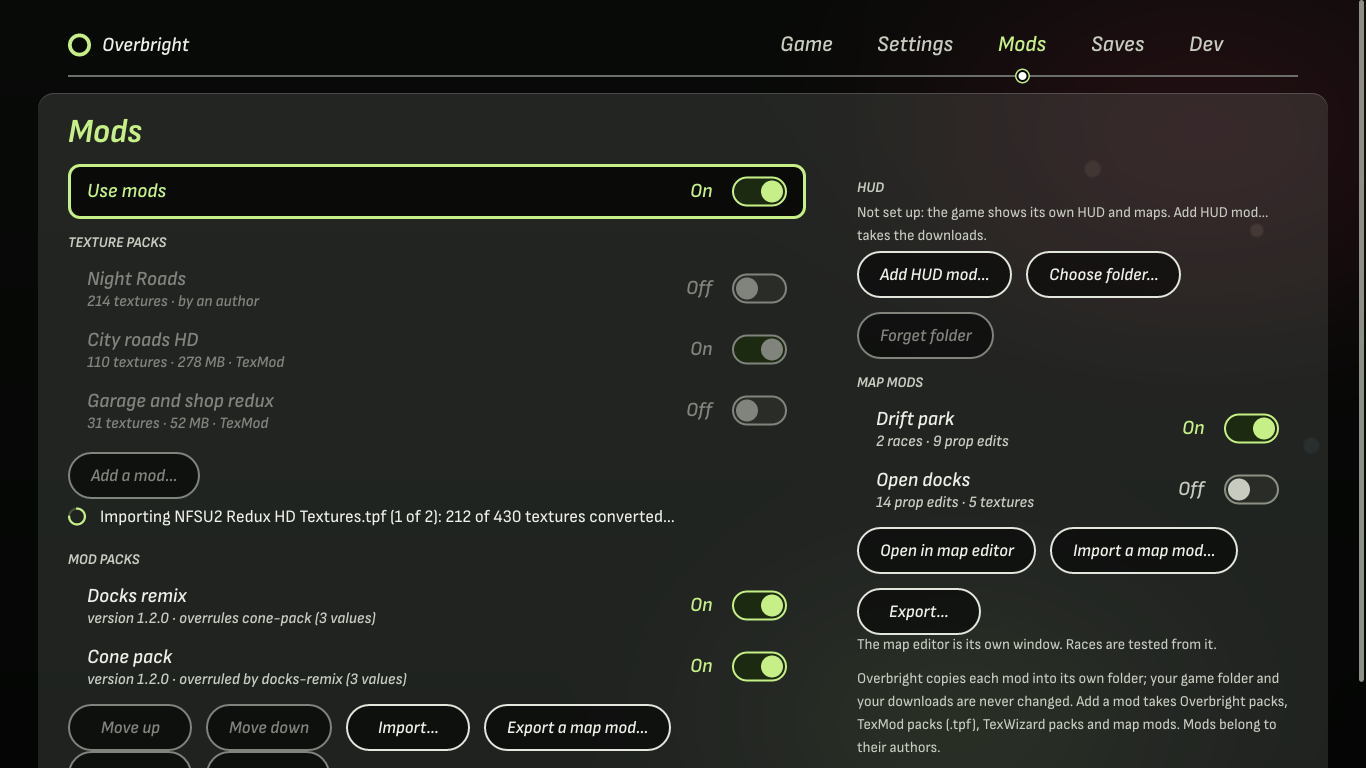 Overbright
Game Settings Mods Saves Dev
Mods
Use mods On
TEXTURE PACKS
Night Roads Off
214 textures · by an author
City roads HD On
110 textures · 278 MB · TexMod
Garage and shop redux Off
31 textures · 52 MB · TexMod
Add a mod...
Importing NFSU2 Redux HD Textures.tpf (1 of 2): 212 of 430 textures converted...
MOD PACKS
Docks remix On
version 1.2.0 · overrules cone-pack (3 values)
Cone pack On
version 1.2.0 · overruled by docks-remix (3 values)
Move up Move down Import... Export a map mod...
HUD
Not set up: the game shows its own HUD and maps. Add HUD mod...
takes the downloads.
Add HUD mod... Choose folder...
Forget folder
MAP MODS
Drift park On
2 races · 9 prop edits
Open docks Off
14 prop edits · 5 textures
Open in map editor Import a map mod...
Export...
The map editor is its own window. Races are tested from it.
Overbright copies each mod into its own folder; your game folder and
your downloads are never changed. Add a mod takes Overbright packs,
TexMod packs (.tpf), TexWizard packs and map mods. Mods belong to
their authors.